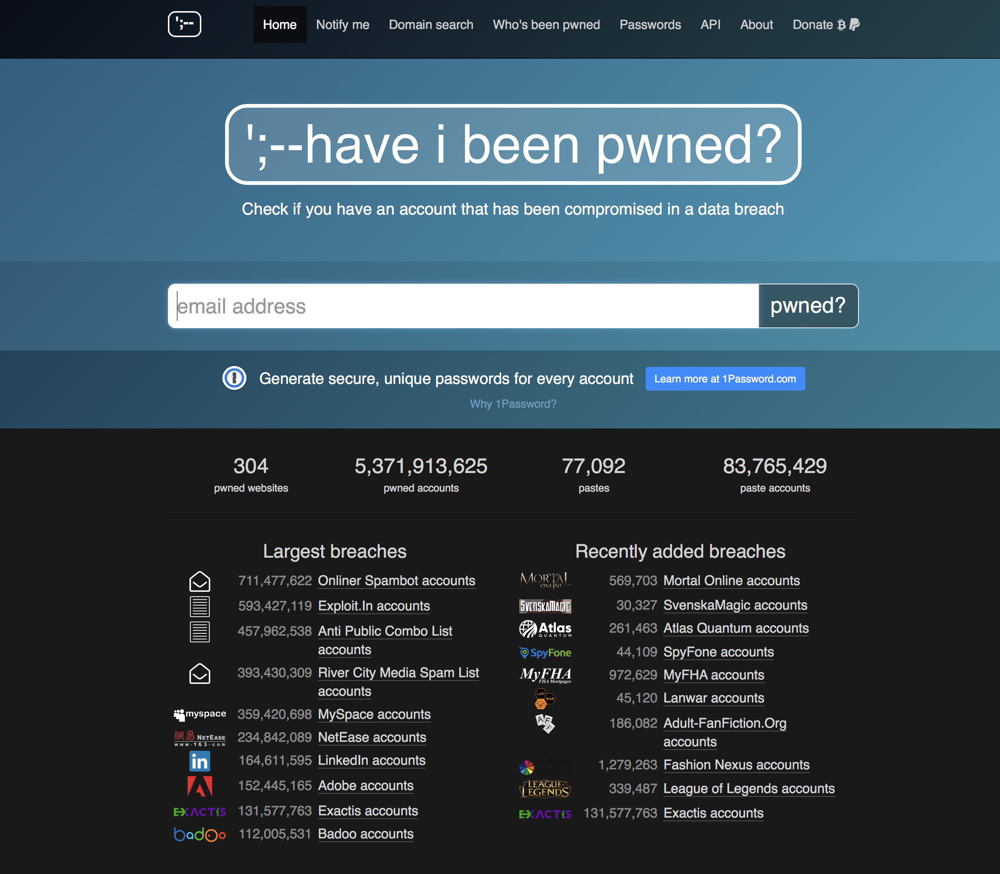 ';--
Home
Notify me
Domain search
Who's been pwned
Passwords
API
About
Donate
';--have i been pwned?
Check if you have an account that has been compromised in a data breach
email address
pwned?
Generate secure, unique passwords for every account
Learn more at 1Password.com
Why 1Password?
304
pwned websites
5,371,913,625
pwned accounts
77,092
pastes
83,765,429
paste accounts
Largest breaches
711,477,622 Onliner Spambot accounts
593,427,119 Exploit.In accounts
457,962,538 Anti Public Combo List
accounts
393,430,309 River City Media Spam List
accounts
myspace 359,420,698 MySpace accounts
網易 NETEASE
www.163.com
234,842,089 NetEase accounts
in 164,611,595 LinkedIn accounts
152,445,165 Adobe accounts
EXACTIS 131,577,763 Exactis accounts
badoo 112,005,531 Badoo accounts
Recently added breaches
MORTAL
ONLINE
569,703 Mortal Online accounts
SVENSKAMAGIC 30,327 SvenskaMagic accounts
Atlas
QUANTUM
261,463 Atlas Quantum accounts
SpyFone 44,109 SpyFone accounts
MyFHA
FHA Mortgages
972,629 MyFHA accounts
LAN
WAR
45,120 Lanwar accounts
AFF
186,082 Adult-FanFiction.Org
accounts
fashion
NEXUS
1,279,263 Fashion Nexus accounts
LEAGUE OF
LEGENDS
339,487 League of Legends accounts
EXACTIS 131,577,763 Exactis accounts